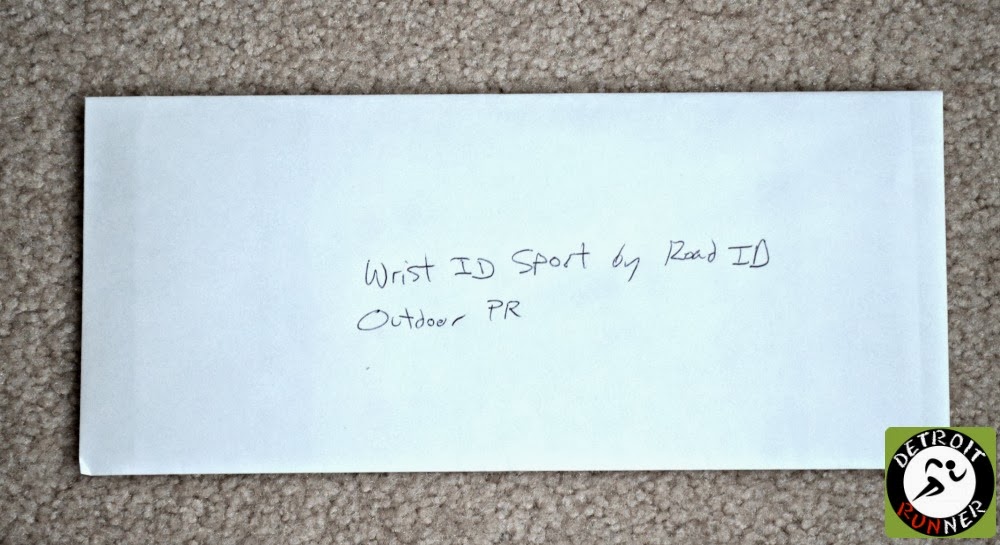 Wrist ID Sport by Road ID
Outdoor PR
DETROIT
RUNNER